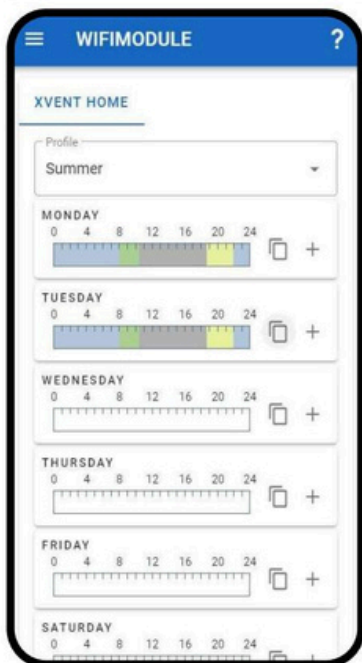 WIFIMODULE ?
XVENT HOME
Profile
Summer
MONDAY
0 4 8 12 16 20 24
TUESDAY
0 4 8 12 16 20 24
WEDNESDAY
0 4 8 12 16 20 24
THURSDAY
0 4 8 12 16 20 24
FRIDAY
0 4 8 12 16 20 24
SATURDAY
0 4 8 12 16 20 24